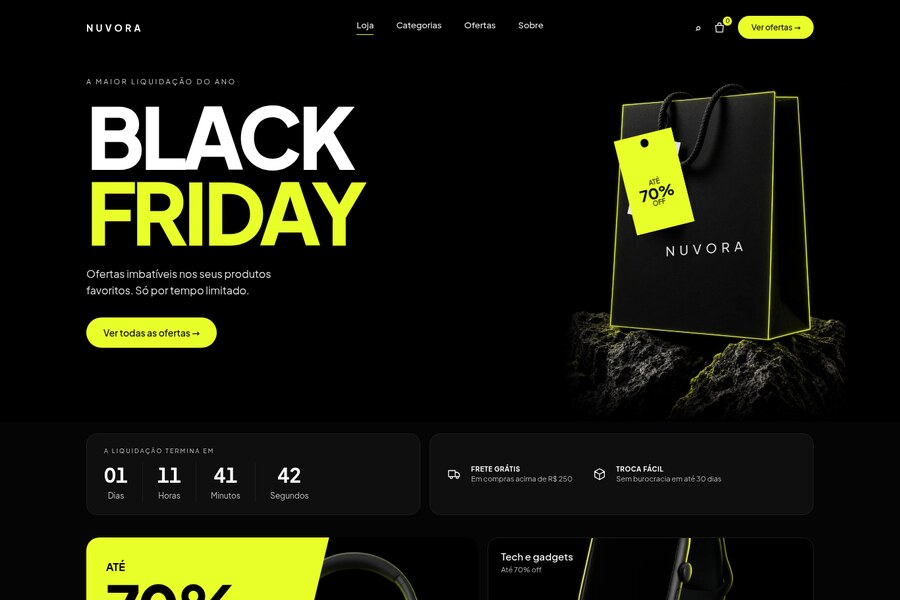 NUVORA
Loja Categorias Ofertas Sobre
0
Ver ofertas →
A MAIOR LIQUIDAÇÃO DO ANO
BLACK
FRIDAY
Ofertas imbatíveis nos seus produtos
favoritos. Só por tempo limitado.
Ver todas as ofertas →
ATÉ
70%
OFF
NUVORA
A LIQUIDAÇÃO TERMINA EM
01 11 41 42
Dias Horas Minutos Segundos
FRETE GRÁTIS
Em compras acima de R$ 250
TROCA FÁCIL
Sem burocracia em até 30 dias
ATÉ
70%
Tech e gadgets
Até 70% off